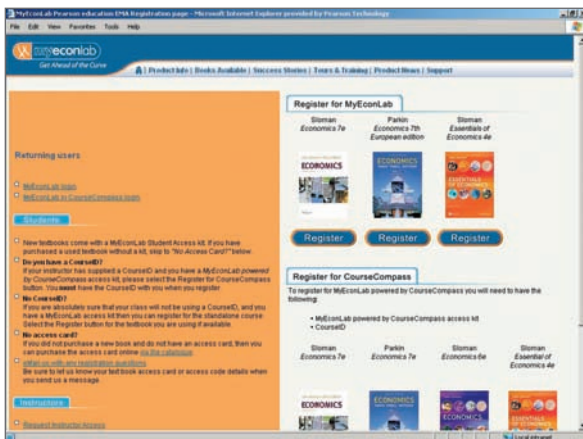 MyEconLab Pearson education EMA Registration page - Microsoft Internet Explorer provided by Pearson Technology
File Edit View Favorites Tools Help
myeconlab
Get Ahead of the Curve
Product Info | Books Available | Success Stories | Tours & Training | Product News | Support
Returning users
MyEconLab login
MyEconLab in CourseCompass login
Students
New textbooks come with a MyEconLab Student Access kit. If you have
purchased a used textbook without a kit, skip to "No Access Card?" below.
Do you have a CourseID?
If your instructor has supplied a CourseID and you have a MyEconLab powered
by CourseCompass access kit, please select the Register for CourseCompass
button. You must have the CourseID with you when you register
No CourseID?
If you are absolutely sure that your class will not be using a CourseID, and you
have a MyEconLab access kit then you can register for the standalone course.
Select the Register button for the textbook you are using if available.
No access card?
If you did not purchase a new book and do not have an access card, then you
can purchase the access card online via the catalogue
eMail us with any registration questions
Be sure to let us know your text book access card or access code details when
you send us a message.
Instructors
Request Instructor Access
Register for MyEconLab
Sloman
Economics 7e
Parkin
Economics 7th
European edition
Sloman
Essentials of
Economics 4e
ECONOMICS
ECONOMICS
ESSENTIALS
OF ECONOMICS
Register
Register
Register
Register for CourseCompass
To register for MyEconLab powered by CourseCompass you will need to have the
following:
• MyEconLab powered by CourseCompass access kit
• CourseID
Sloman
Economics 7e
Parkin
Economics 7e
Sloman
Economics 6e
Sloman
Essential of
Economics 4e
ECONOMICS
ECONOMICS
ECONOMICS
Local intranet